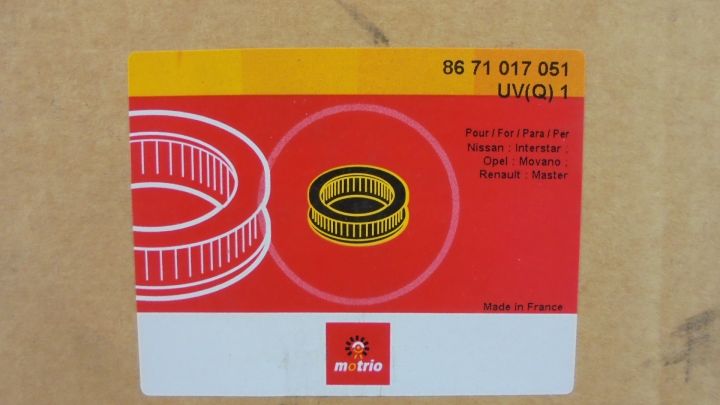 86 71 017 051
UV(Q) 1
Pour / For / Para / Per
Nissan : Interstar ;
Opel : Movano ;
Renault : Master
Made in France
motrio